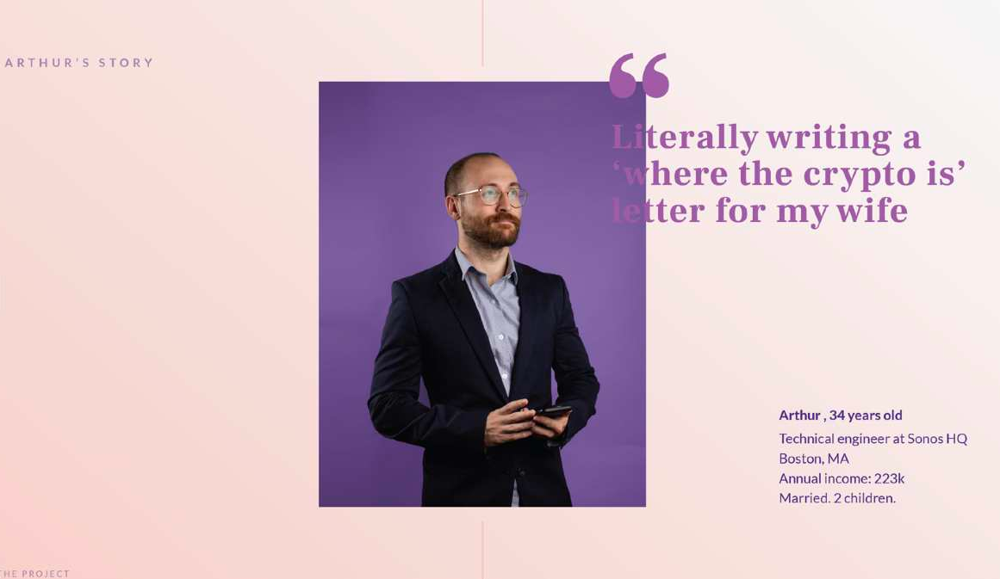 ARTHUR'S STORY
“
Literally writing a
‘where the crypto is’
letter for my wife
Arthur , 34 years old
Technical engineer at Sonos HQ
Boston, MA
Annual income: 223k
Married. 2 children.
THE PROJECT